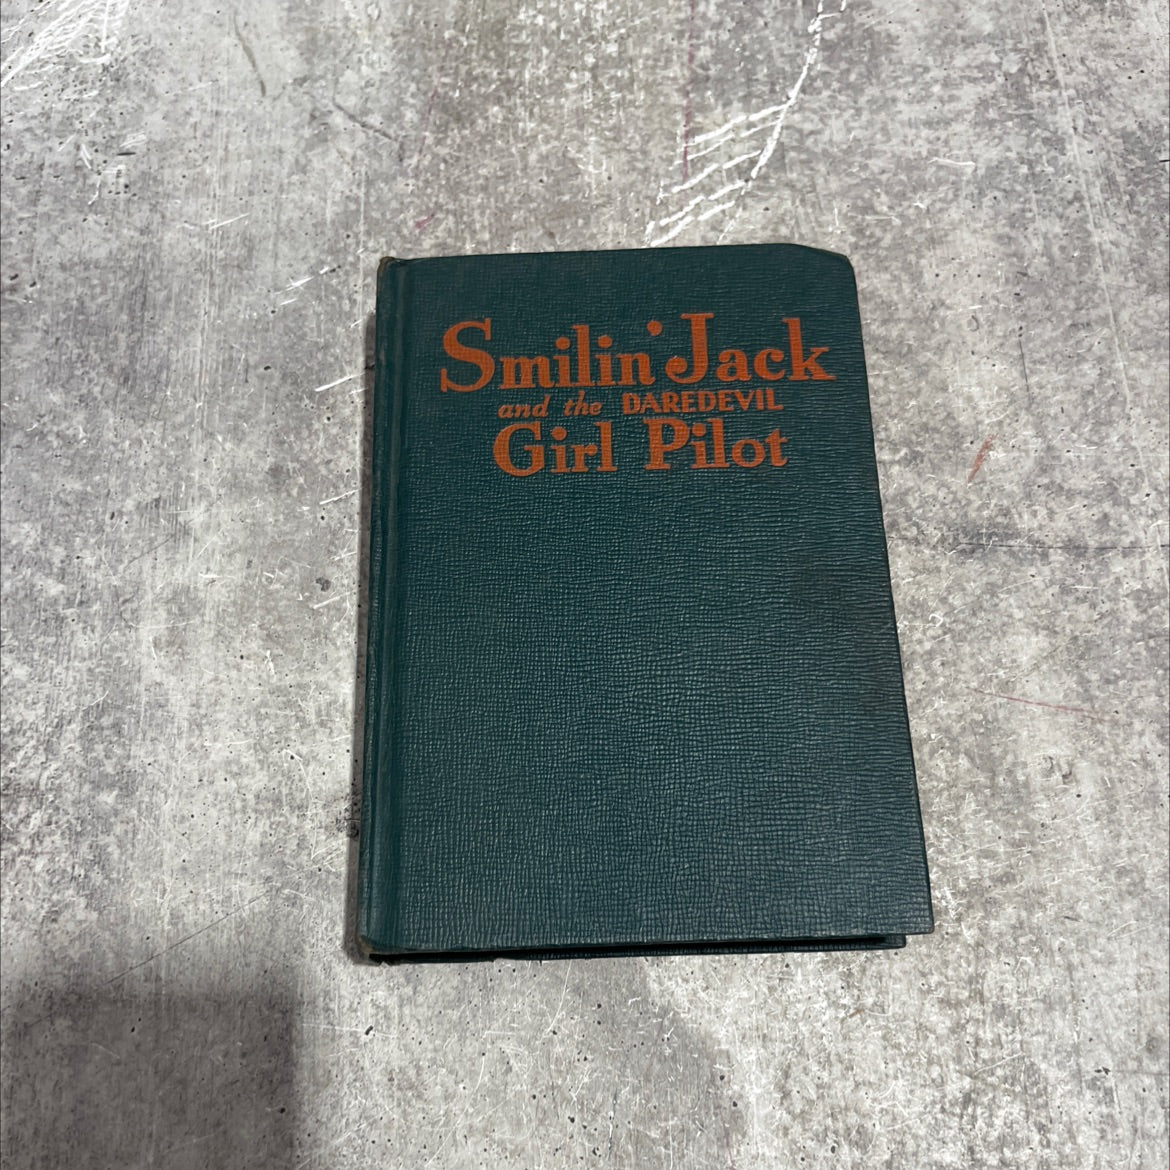 Smilin' Jack
and the DAREDEVIL
Girl Pilot